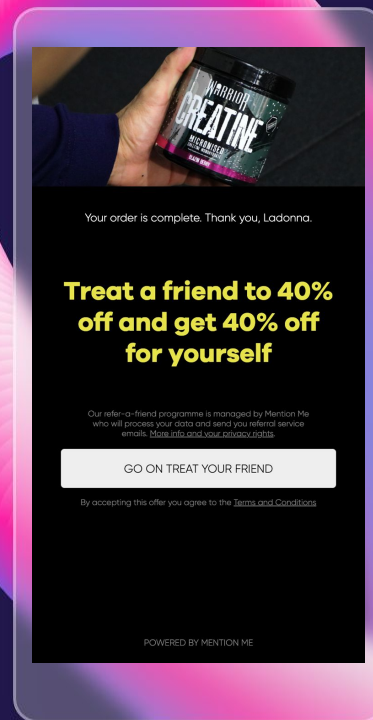 WARRIOR
CREATINE
MICRONISED
BLAZIN BERRY
Your order is complete. Thank you, Ladonna.
Treat a friend to 40%
off and get 40% off
for yourself
Our refer-a-friend programme is managed by Mention Me
who will process your data and send you referral service
emails. More info and your privacy rights.
GO ON TREAT YOUR FRIEND
By accepting this offer you agree to the Terms and Conditions
POWERED BY MENTION ME